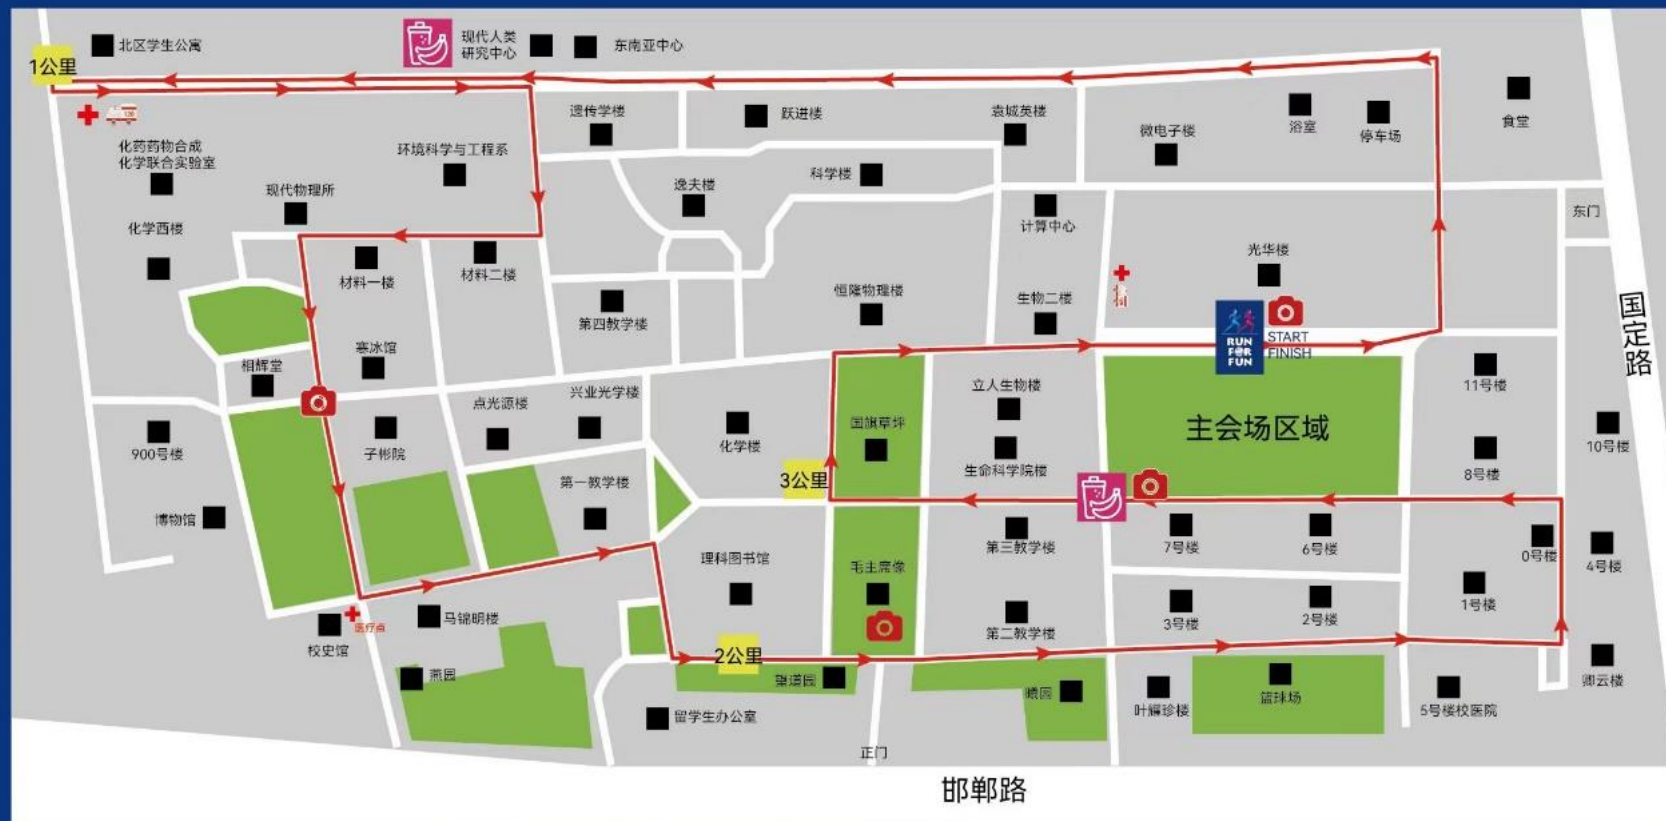 北区学生公寓
1公里
现代人类
研究中心
东南亚中心
120
化药药物合成
化学联合实验室
环境科学与工程系
遗传学楼
跃进楼
袁城英楼
微电子楼
浴室
停车场
食堂
现代物理所
逸夫楼
科学楼
计算中心
东门
化学西楼
材料一楼
材料二楼
第四教学楼
恒隆物理楼
生物二楼
光华楼
RUN
FOR
FUN
START
FINISH
国定路
相辉堂
寒冰馆
点光源楼
兴业光学楼
立人生物楼
11号楼
900号楼
子彬院
化学楼
国旗草坪
主会场区域
10号楼
3公里
生命科学院楼
8号楼
博物馆
第一教学楼
理科图书馆
毛主席像
第三教学楼
7号楼
6号楼
0号楼
4号楼
校史馆
医疗点
马锦明楼
第二教学楼
3号楼
2号楼
1号楼
2公里
燕园
望道园
曦园
叶耀珍楼
篮球场
5号楼校医院
卿云楼
留学生办公室
正门
邯郸路